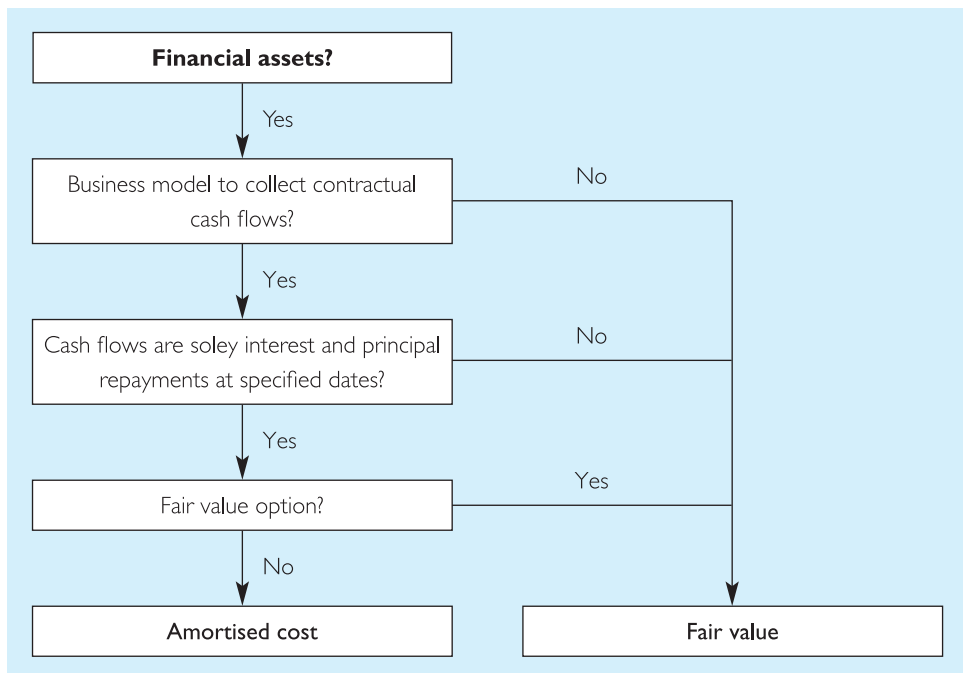 Financial assets?
Yes
Business model to collect contractual
cash flows?
No
Yes
Cash flows are soley interest and principal
repayments at specified dates?
No
Yes
Fair value option?
Yes
No
Amortised cost
Fair value